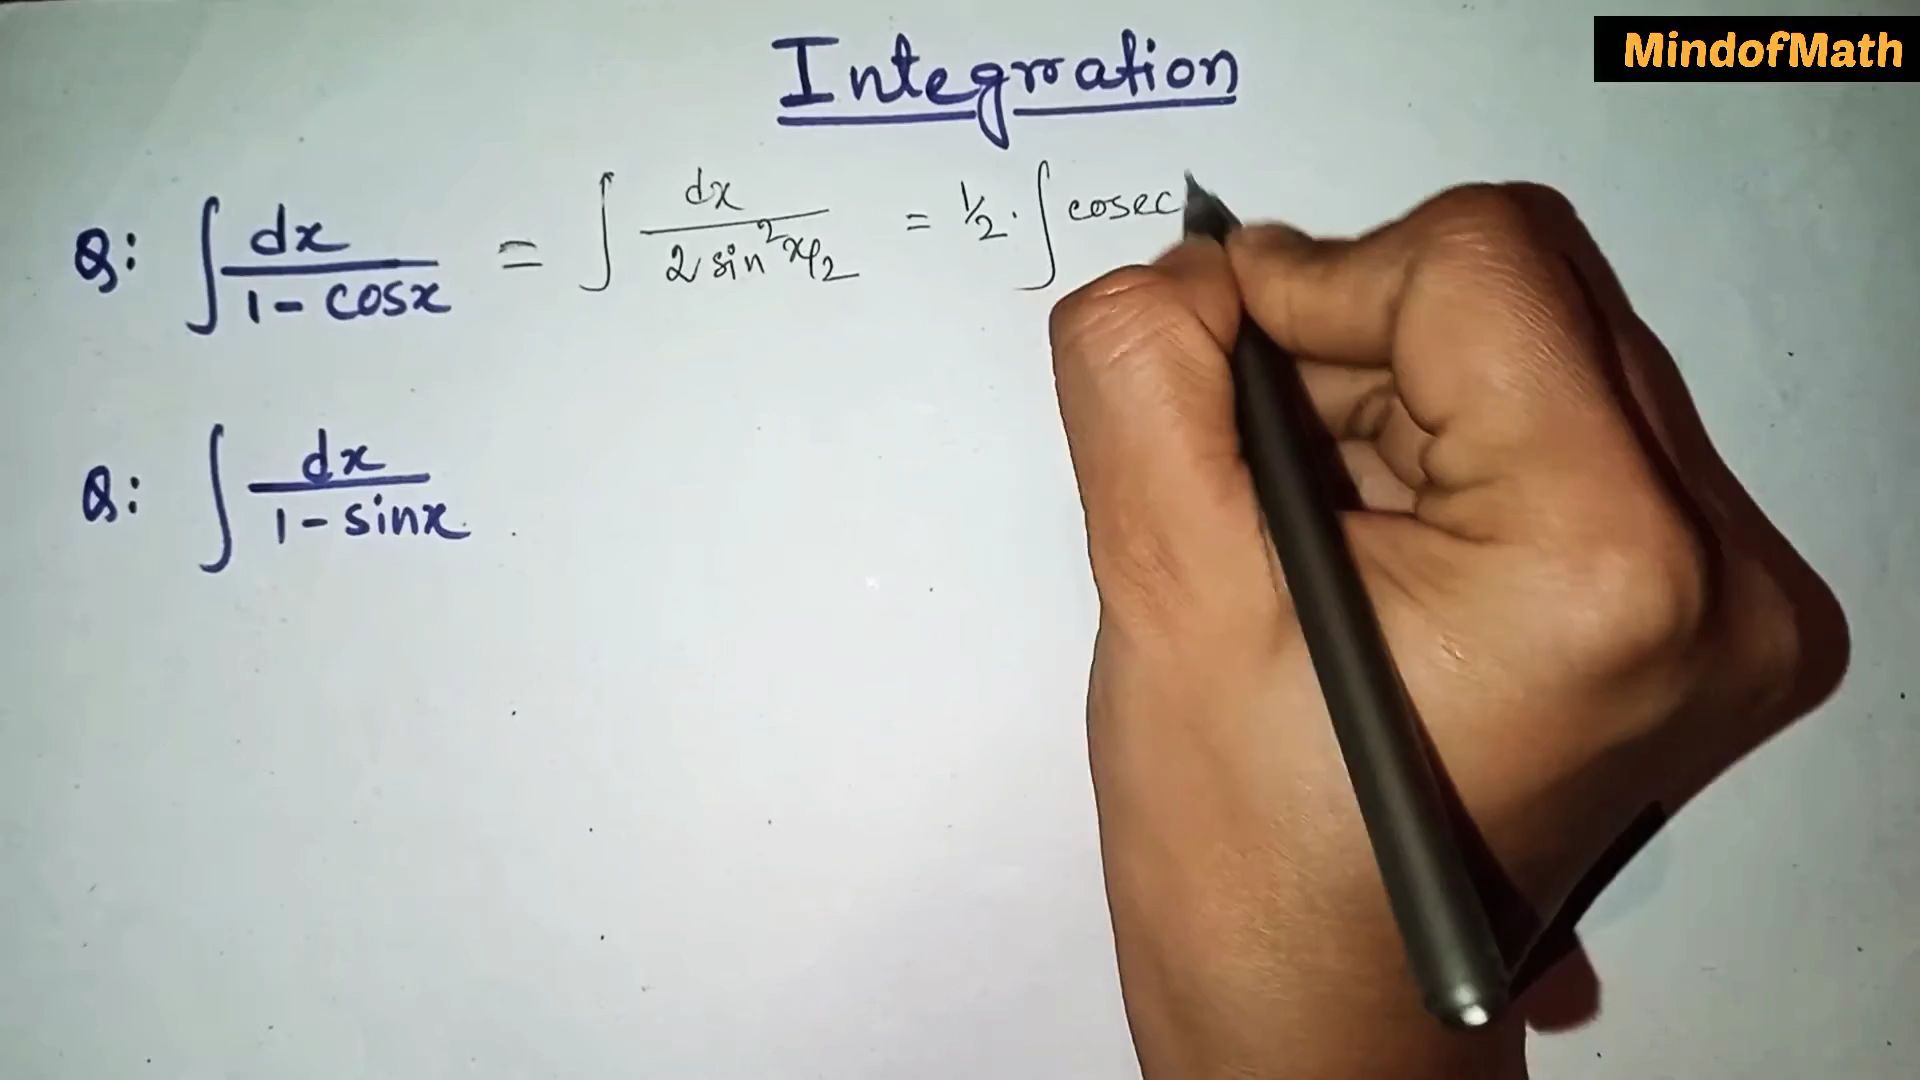 MindofMath
Integration
Q: ∫ dx / 1 - cosx = ∫ dx / 2 sin² x/2 = 1/2 · ∫ cosec
Q: ∫ dx / 1 - sinx